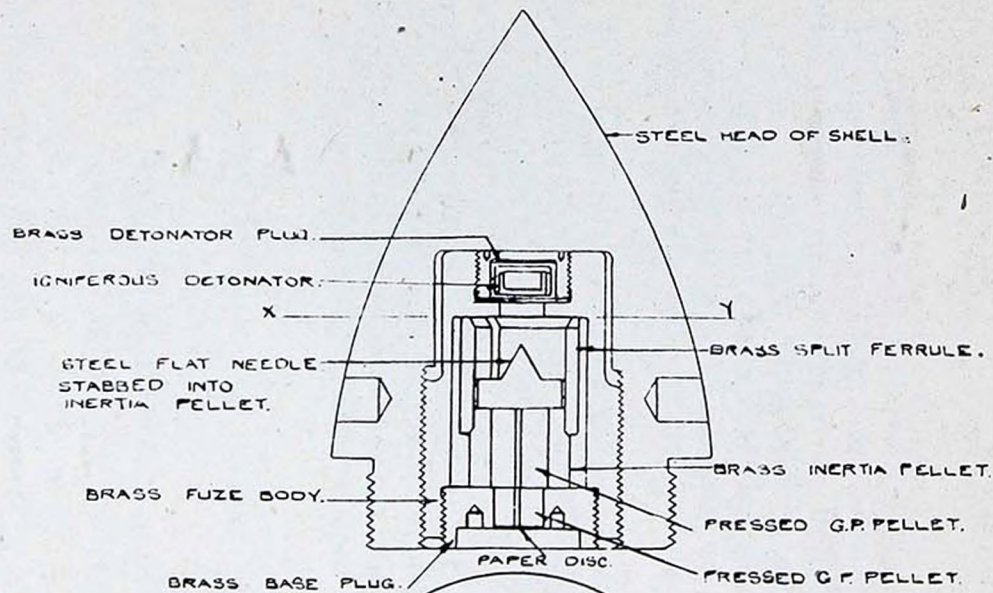 STEEL HEAD OF SHELL.
BRASS DETONATOR PLUG.
IGNIFEROUS DETONATOR.
X
Y
STEEL FLAT NEEDLE
STABBED INTO
INERTIA PELLET.
BRASS SPLIT FERRULE.
BRASS INERTIA PELLET.
BRASS FUZE BODY.
PRESSED G.P. PELLET.
PAPER DISC.
BRASS BASE PLUG.
PRESSED G P. PELLET.